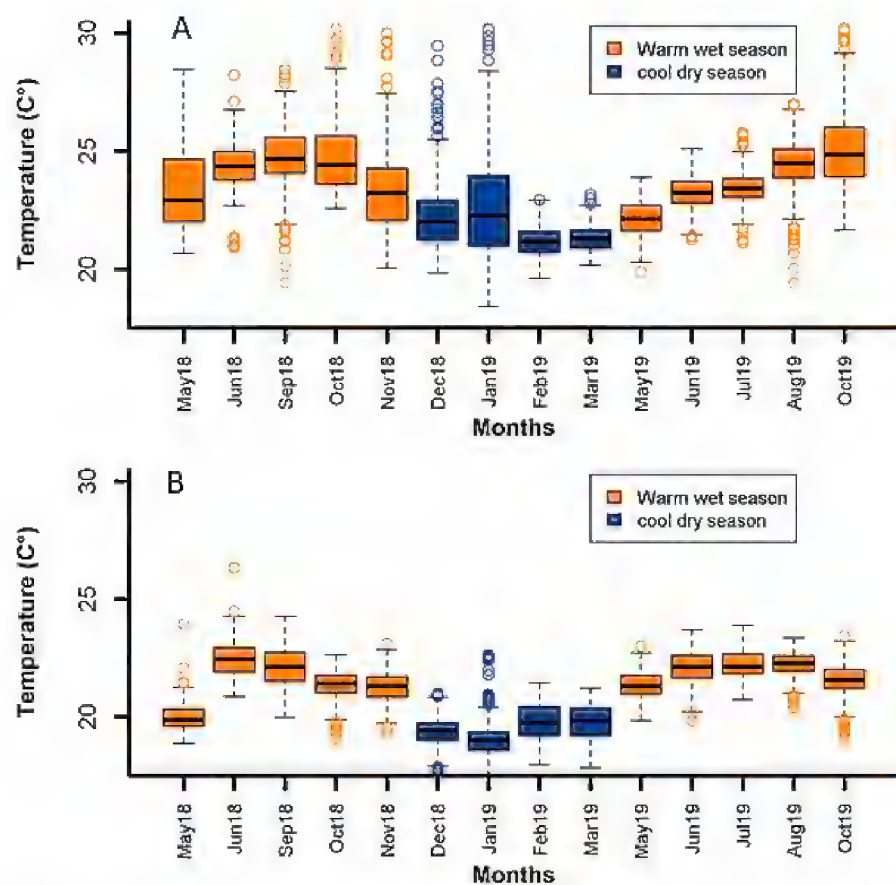 A
30
25
20
Temperature (C°)
Warm wet season
cool dry season
May18
Jun18
Sep18
Oct18
Nov18
Dec18
Jan19
Feb19
Mar19
May19
Jun19
Jul19
Aug19
Oct19
Months
B
30
25
20
Temperature (C°)
Warm wet season
cool dry season
May18
Jun18
Sep18
Oct18
Nov18
Dec18
Jan19
Feb19
Mar19
May19
Jun19
Jul19
Aug19
Oct19
Months